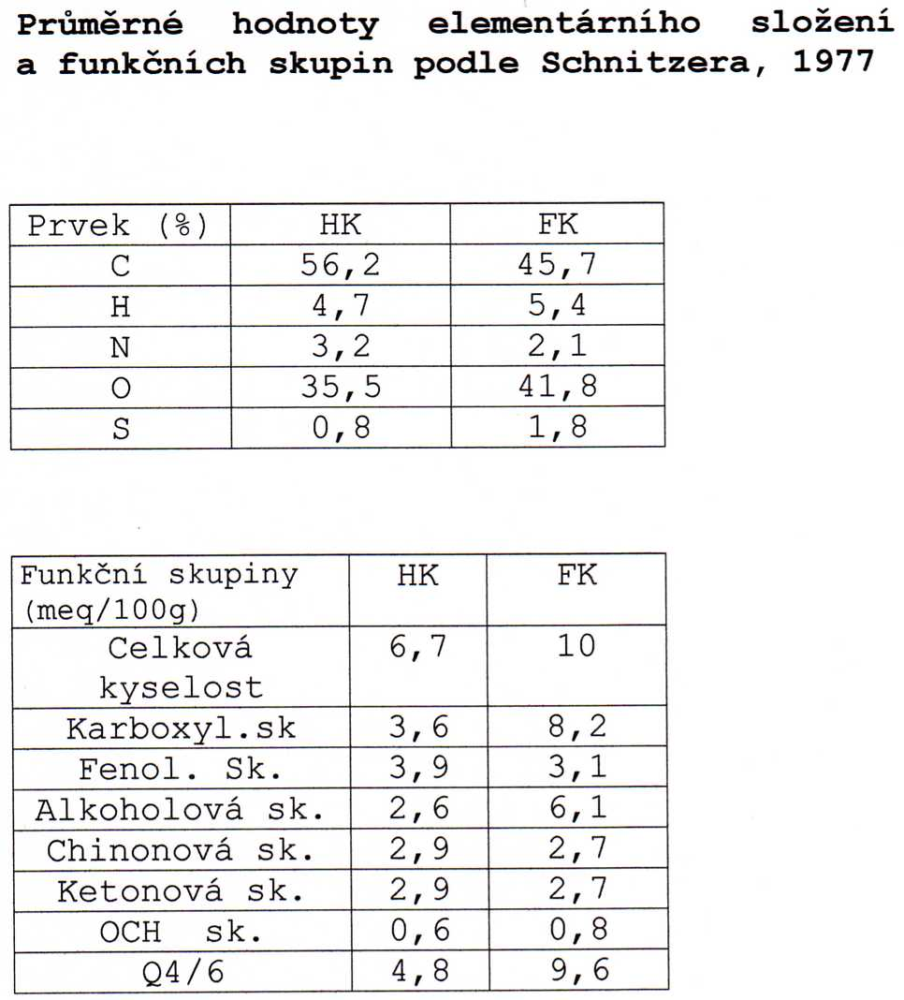 Průměrné hodnoty elementárního složení
a funkčních skupin podle Schnitzera, 1977
Prvek (%) HK FK
C 56,2 45,7
H 4,7 5,4
N 3,2 2,1
O 35,5 41,8
S 0,8 1,8
Funkční skupiny HK FK
(meq/100g)
Celková 6,7 10
kyselost
Karboxyl.sk 3,6 8,2
Fenol. Sk. 3,9 3,1
Alkoholová sk. 2,6 6,1
Chinonová sk. 2,9 2,7
Ketonová sk. 2,9 2,7
OCH sk. 0,6 0,8
Q4/6 4,8 9,6